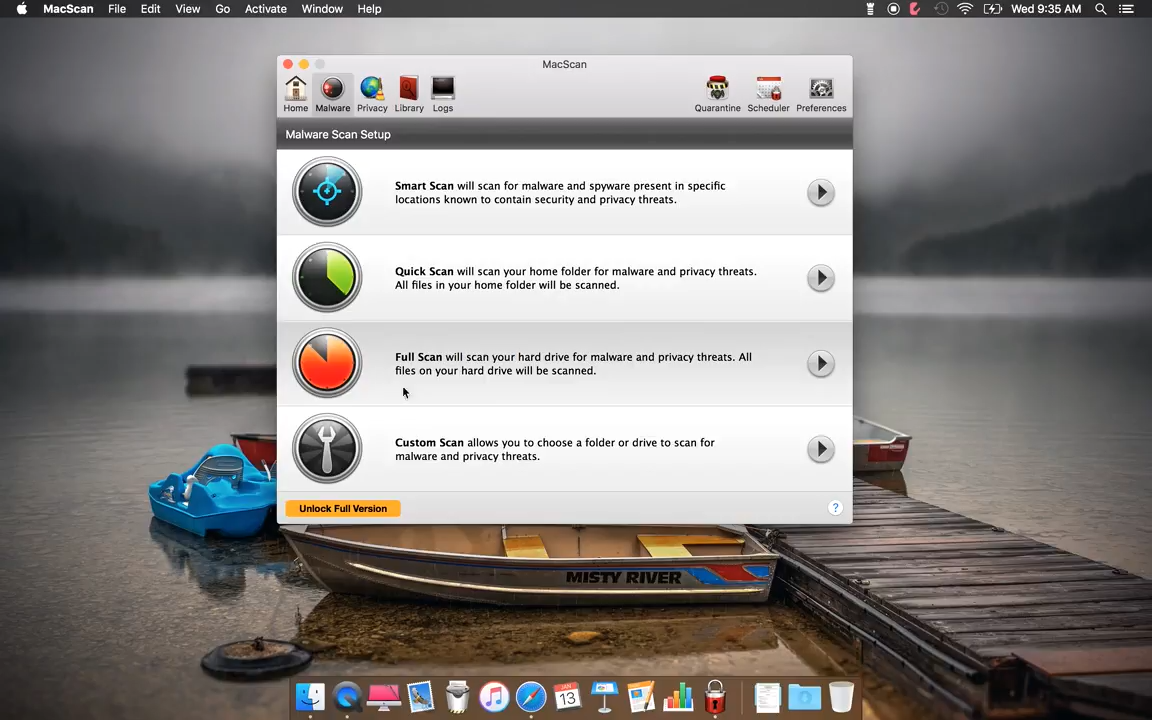 MacScan File Edit View Go Activate Window Help Wed 9:35 AM
MacScan
Home Malware Privacy Library Logs Quarantine Scheduler Preferences
Malware Scan Setup
Smart Scan will scan for malware and spyware present in specific
locations known to contain security and privacy threats.
Quick Scan will scan your home folder for malware and privacy threats.
All files in your home folder will be scanned.
Full Scan will scan your hard drive for malware and privacy threats. All
files on your hard drive will be scanned.
Custom Scan allows you to choose a folder or drive to scan for
malware and privacy threats.
Unlock Full Version ?
MISTY RIVER
JAN
13